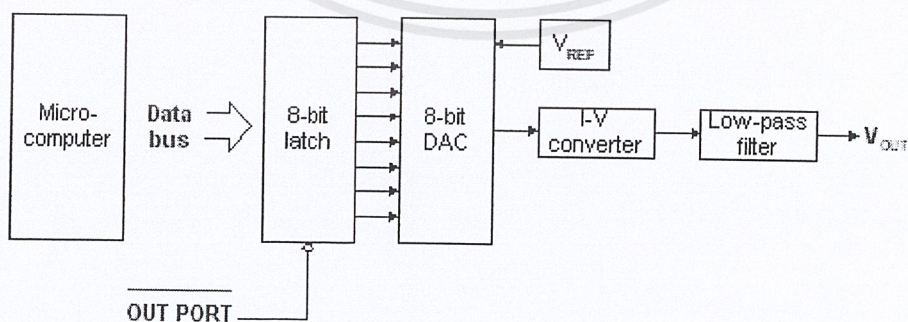 Micro-
computer
Data
bus
8-bit
latch
8-bit
DAC
VREF
I-V
converter
Low-pass
filter
VOUT
OUT PORT